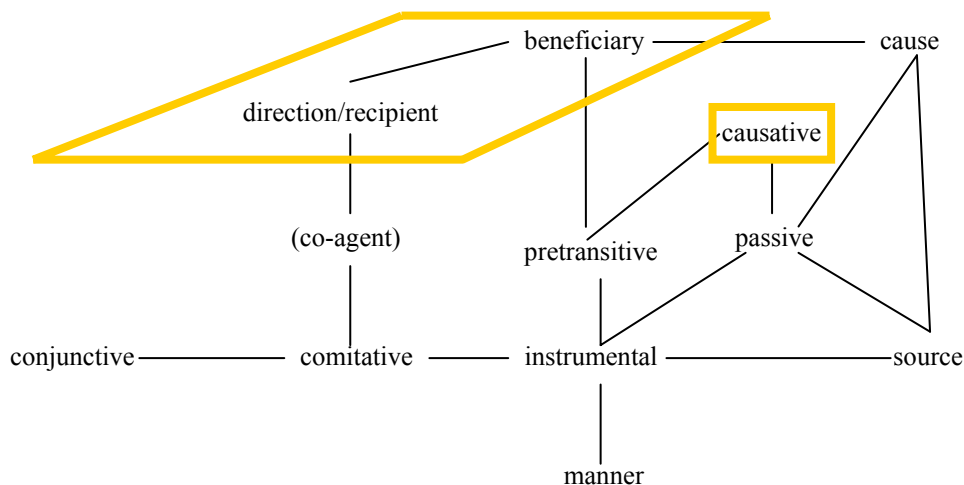 beneficiary
cause
direction/recipient
causative
(co-agent)
pretransitive
passive
conjunctive
comitative
instrumental
source
manner